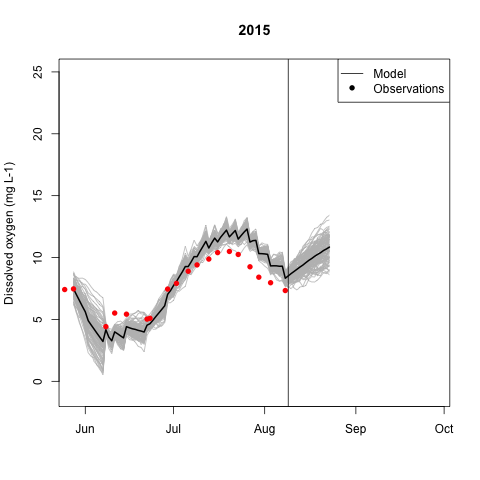 2015
Dissolved oxygen (mg L-1)
25
20
15
10
5
0
Jun
Jul
Aug
Sep
Oct
Model
Observations